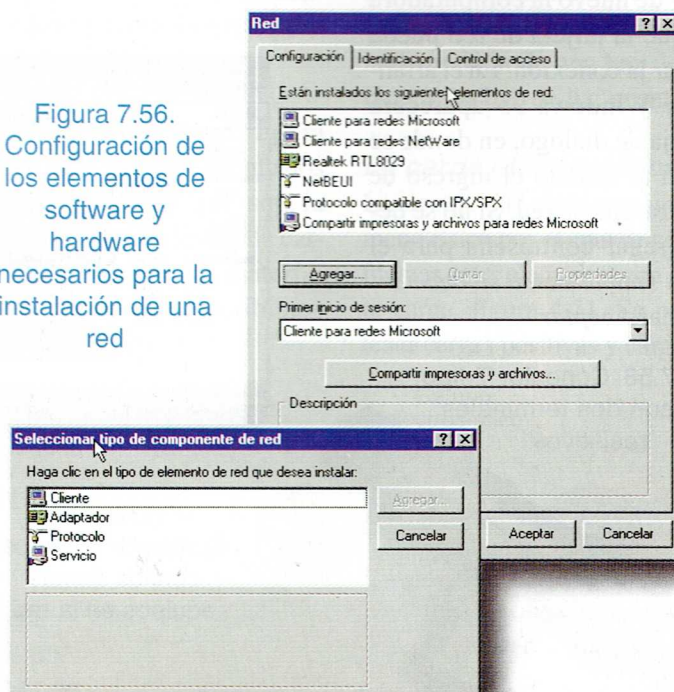 Figura 7.56.
Configuración de
los elementos de
software y
hardware
necesarios para la
instalación de una
red
Red
Configuración
Identificación
Control de acceso
Están instalados los siguientes elementos de red:
Cliente para redes Microsoft
Cliente para redes NetWare
Realtek RTL8029
NetBEUI
Protocolo compatible con IPX/SPX
Compartir impresoras y archivos para redes Microsoft
Agregar...
Quitar
Propiedades
Primer inicio de sesión:
Cliente para redes Microsoft
Compartir impresoras y archivos...
Descripción
Aceptar
Cancelar
Seleccionar tipo de componente de red
Haga clic en el tipo de elemento de red que desea instalar:
Cliente
Adaptador
Protocolo
Servicio
Agregar...
Cancelar